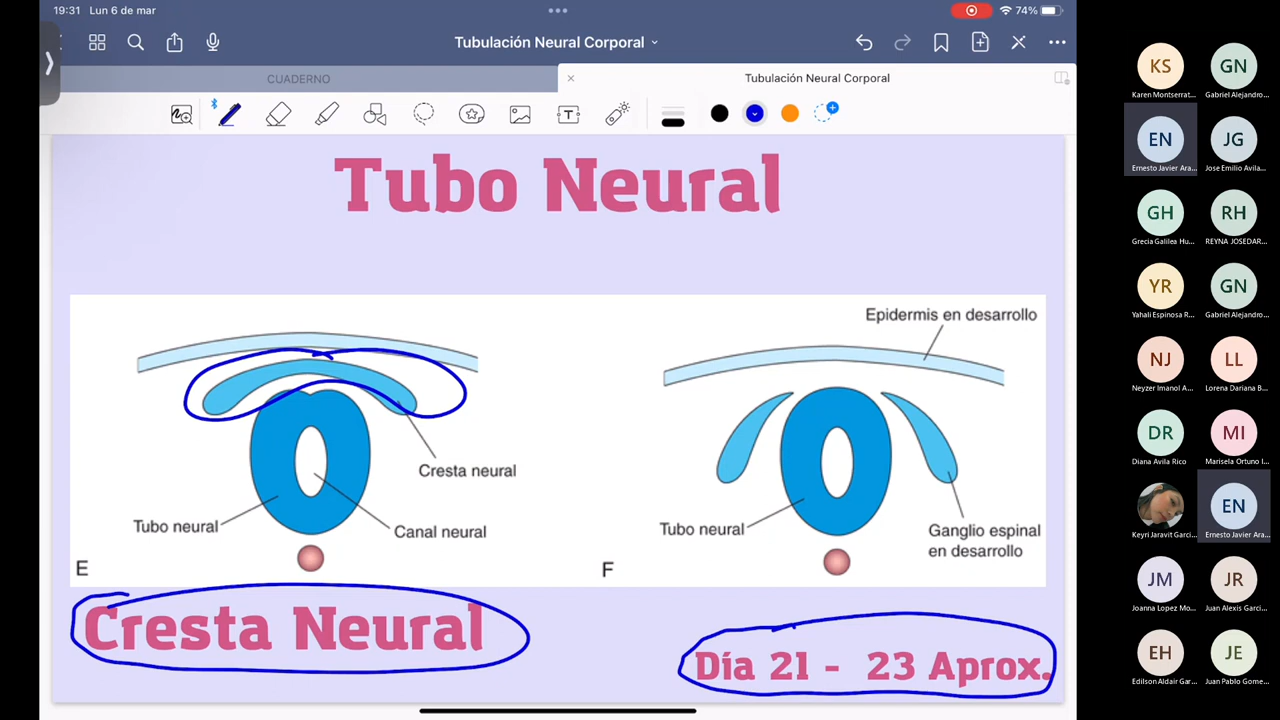 19:31 Lun 6 de mar
74%
Tubulación Neural Corporal
CUADERNO
Tubulación Neural Corporal
Tubo Neural
Epidermis en desarrollo
Cresta neural
Tubo neural
Canal neural
E
Tubo neural
Ganglio espinal
en desarrollo
F
Cresta Neural
Día 21 - 23 Aprox.
KS
Karen Montserrat...
GN
Gabriel Alejandro...
EN
Ernesto Javier Ara...
JG
Jose Emilio Avila...
GH
Grecia Galilea Hu...
RH
REYNA JOSEDAR...
YR
Yahali Espinosa R...
GN
Gabriel Alejandro...
NJ
Neyzer Imanol A...
LL
Lorena Dariana B...
DR
Diana Avila Rico
MI
Marisela Ortuno I...
Keyri Jaravit Garci...
EN
Ernesto Javier Ara...
JM
Joanna Lopez Mo...
JR
Juan Alexis Garci...
EH
Edilson Aldair Gar...
JE
Juan Pablo Gome...